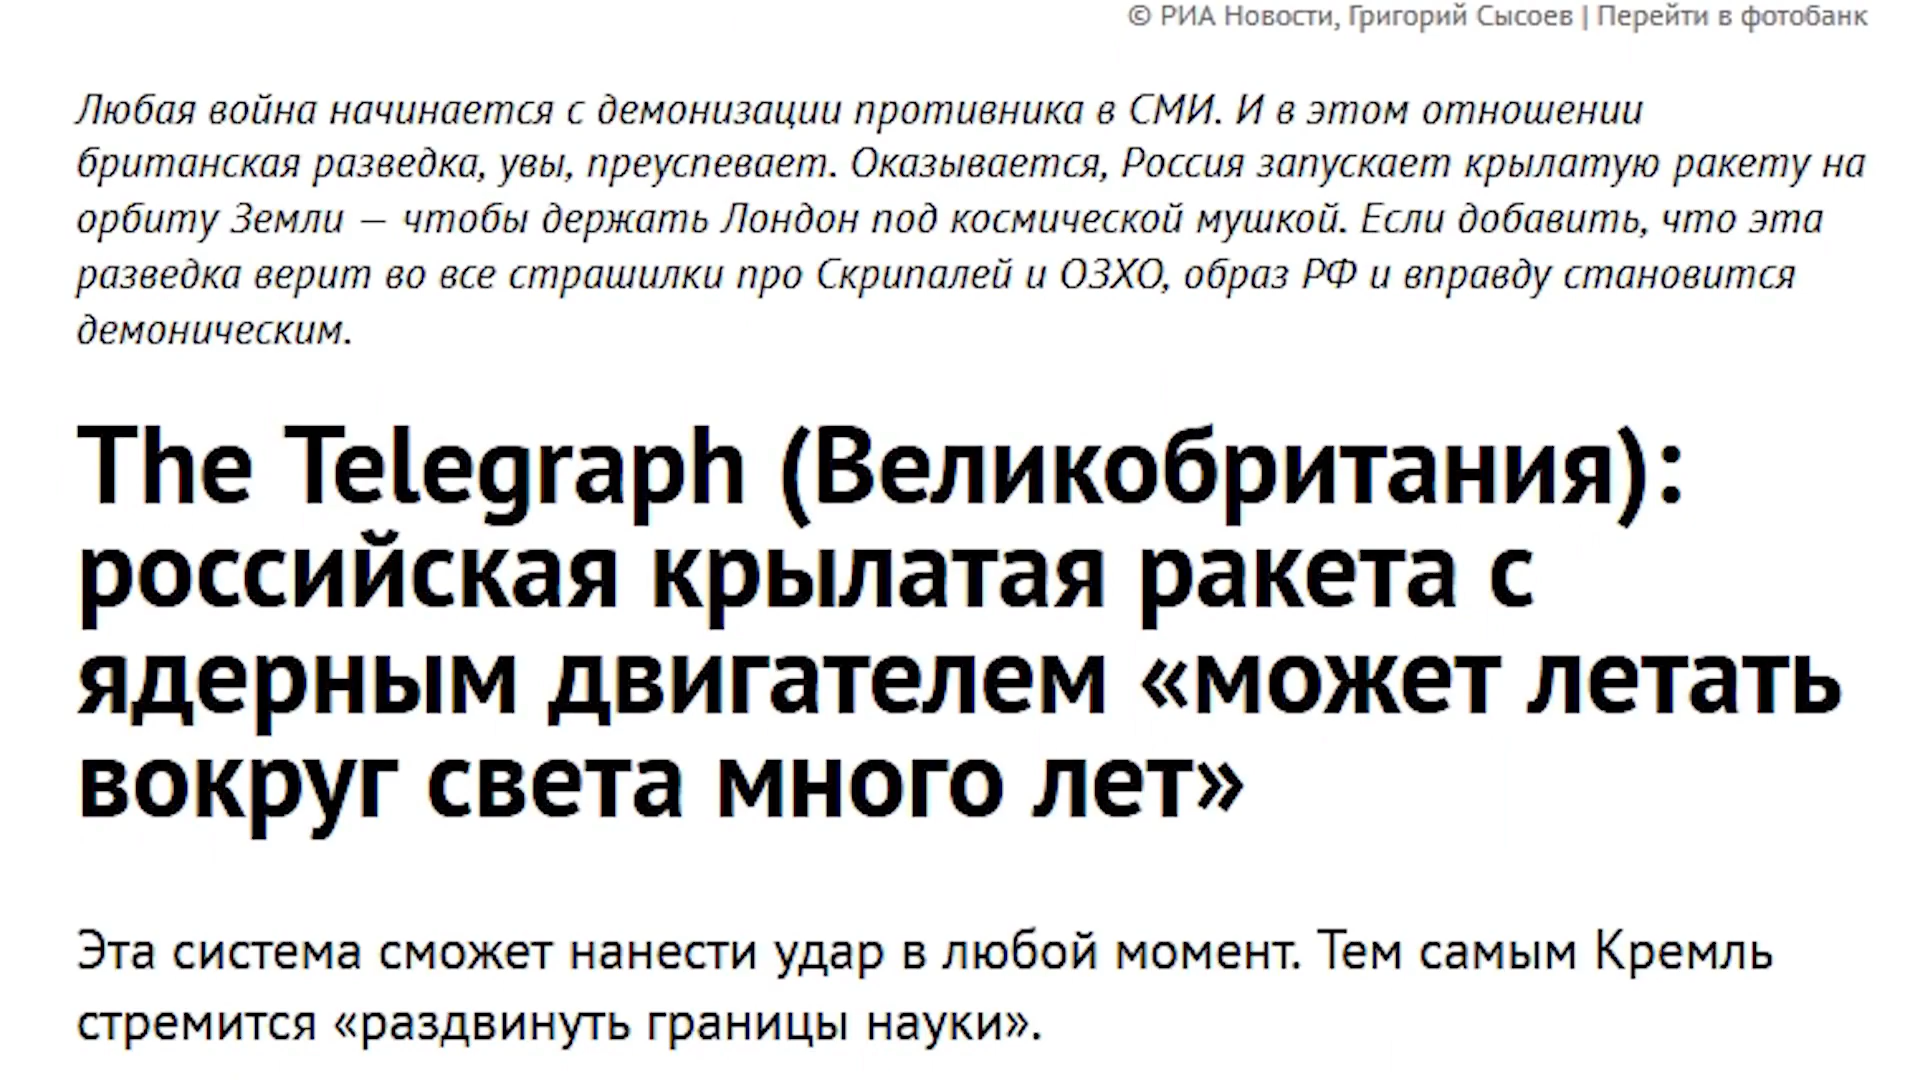 © РИА Новости, Григорий Сысоев | Перейти в фотобанк
Любая война начинается с демонизации противника в СМИ. И в этом отношении
британская разведка, увы, преуспевает. Оказывается, Россия запускает крылатую ракету на
орбиту Земли — чтобы держать Лондон под космической мушкой. Если добавить, что эта
разведка верит во все страшилки про Скрипалей и ОЗХО, образ РФ и вправду становится
демоническим.
The Telegraph (Великобритания):
российская крылатая ракета с
ядерным двигателем «может летать
вокруг света много лет»
Эта система сможет нанести удар в любой момент. Тем самым Кремль
стремится «раздвинуть границы науки».